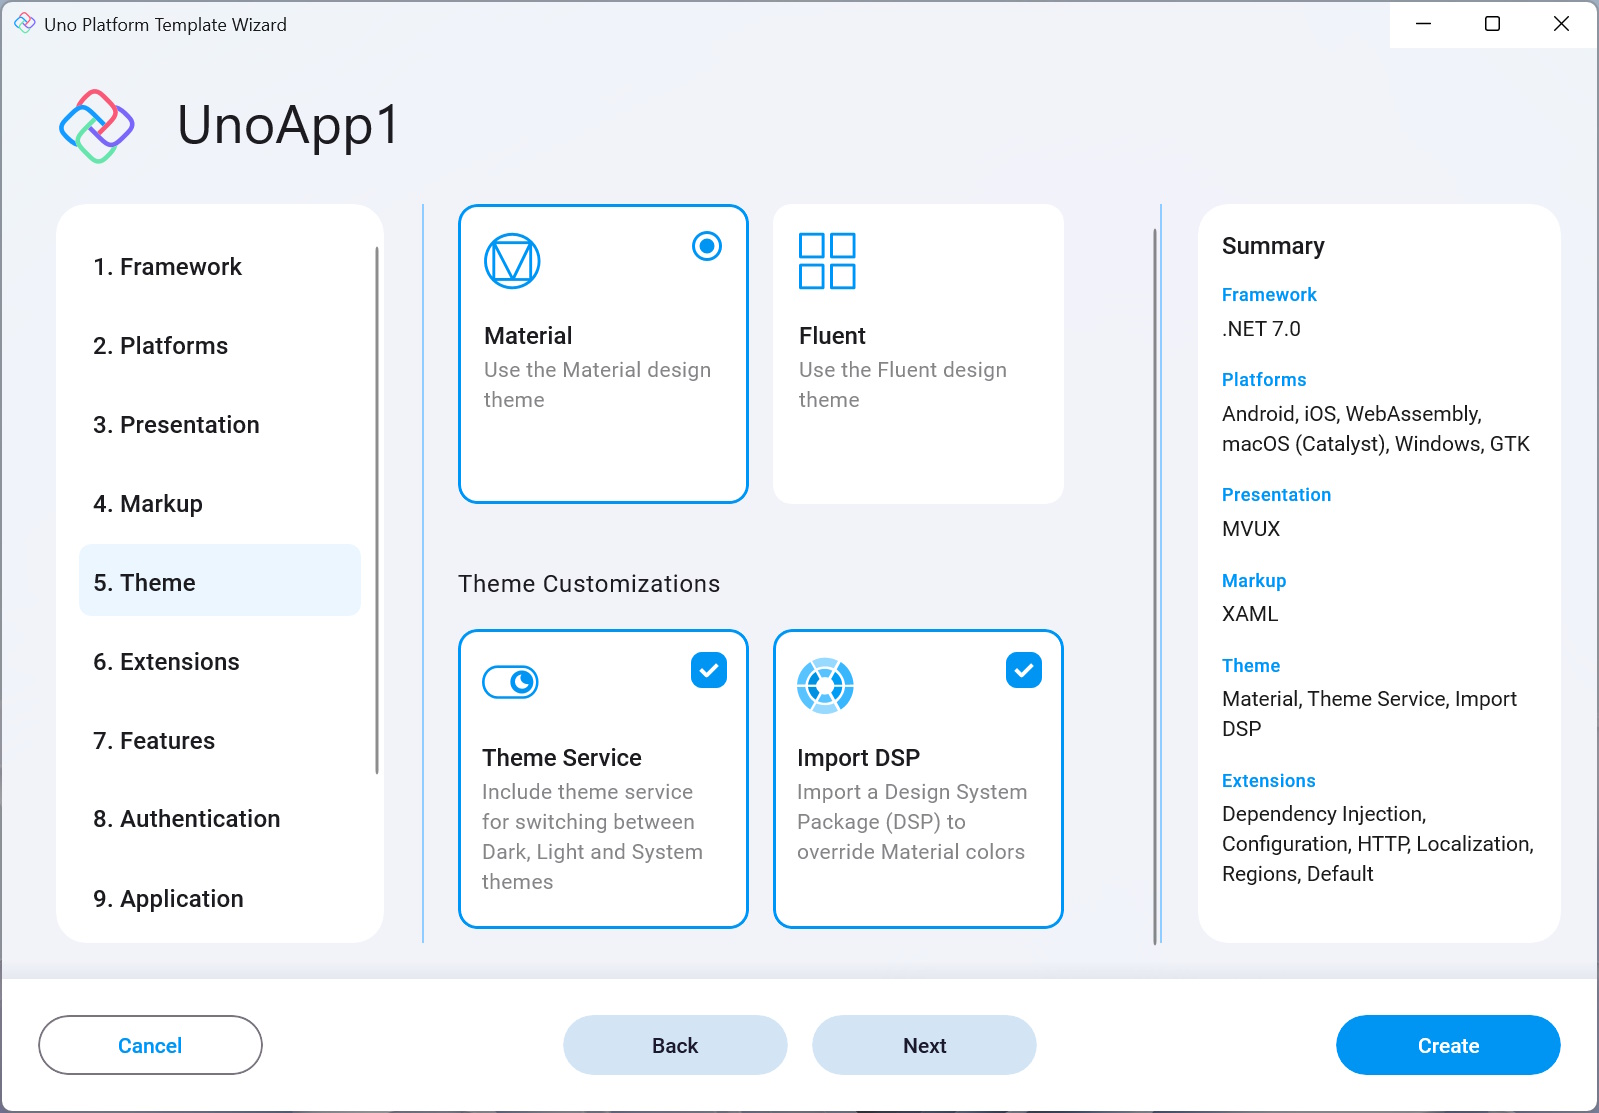 Uno Platform Template Wizard
UnoApp1
1. Framework
2. Platforms
3. Presentation
4. Markup
5. Theme
6. Extensions
7. Features
8. Authentication
9. Application
Material
Use the Material design
theme
Fluent
Use the Fluent design
theme
Theme Customizations
Theme Service
Include theme service
for switching between
Dark, Light and System
themes
Import DSP
Import a Design System
Package (DSP) to
override Material colors
Summary
Framework
.NET 7.0
Platforms
Android, iOS, WebAssembly,
macOS (Catalyst), Windows, GTK
Presentation
MVUX
Markup
XAML
Theme
Material, Theme Service, Import
DSP
Extensions
Dependency Injection,
Configuration, HTTP, Localization,
Regions, Default
Cancel
Back
Next
Create